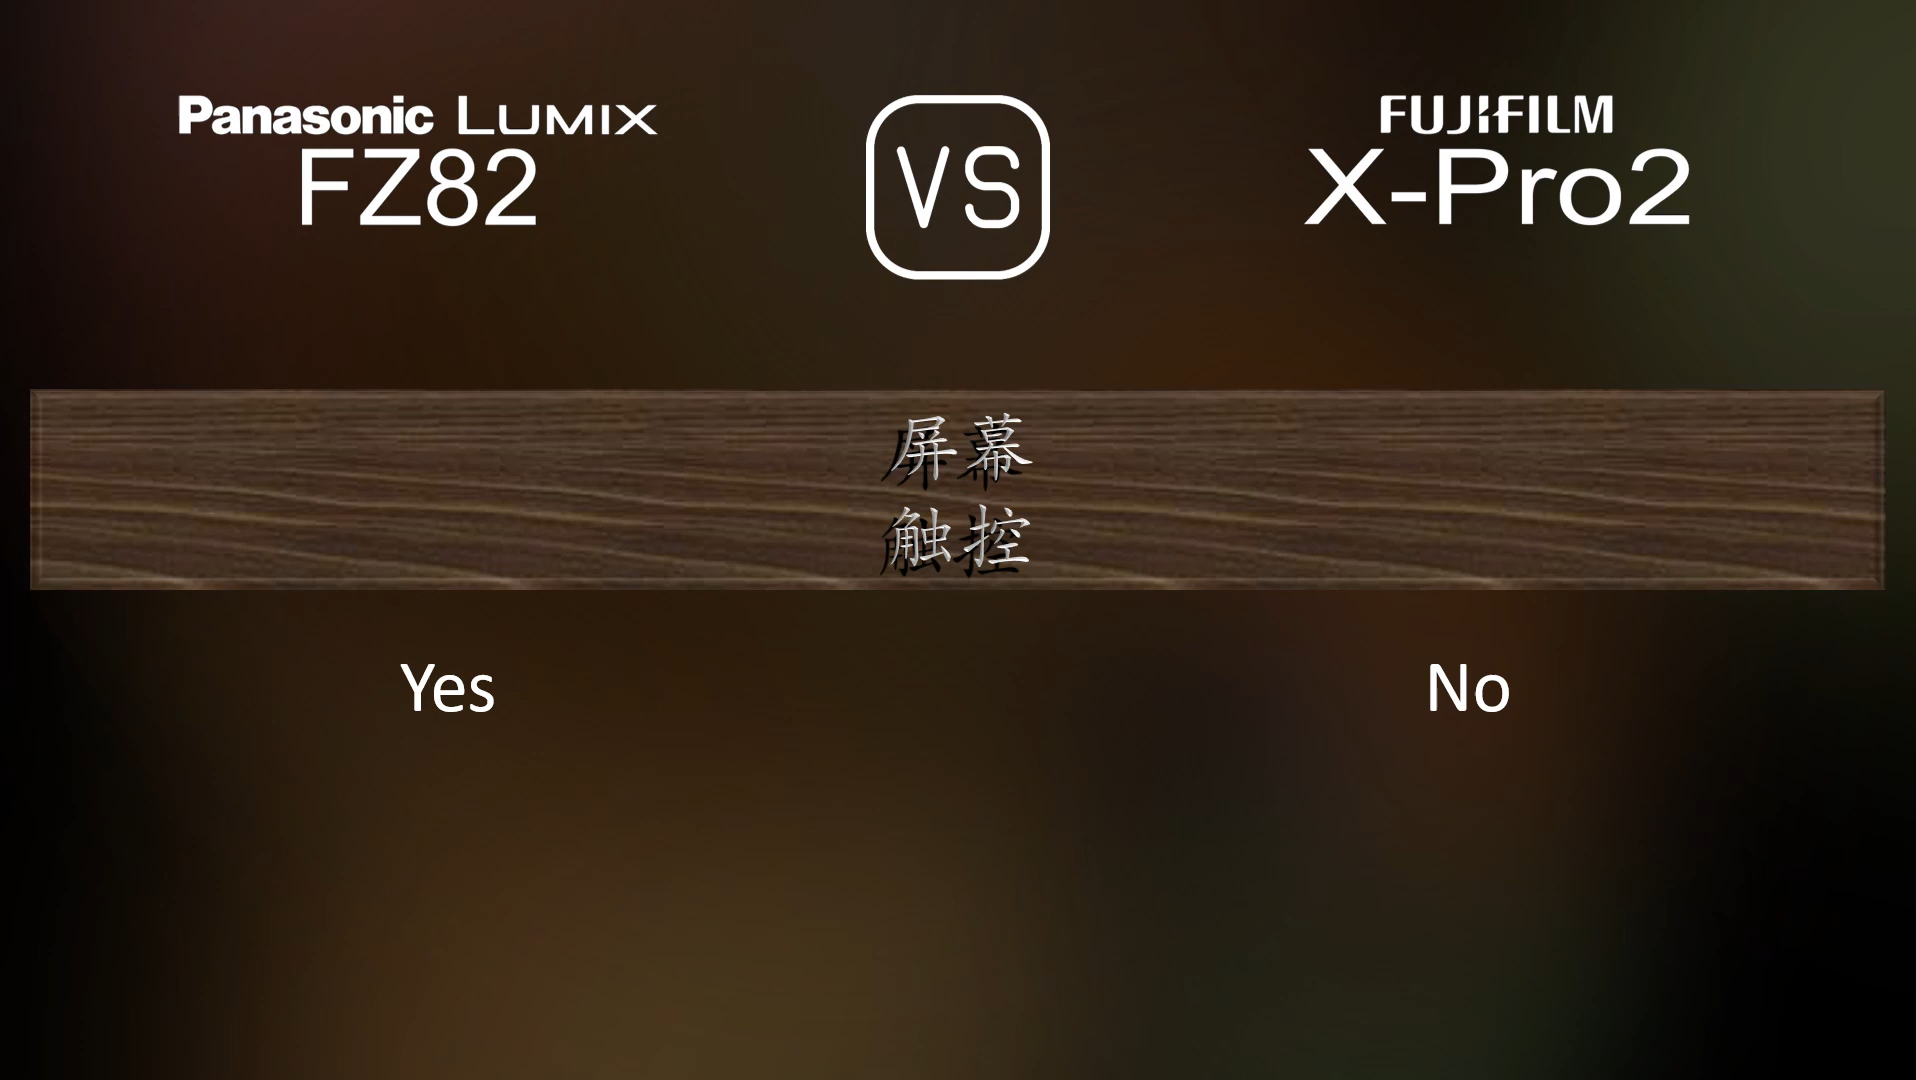 Panasonic LUMIX
FZ82
VS
FUJIFILM
X-Pro2
屏幕
触控
Yes
No